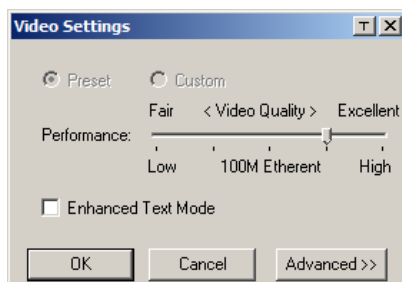 Video Settings
Preset Custom
Fair < Video Quality > Excellent
Performance:
Low 100M Etherent High
Enhanced Text Mode
OK Cancel Advanced >>